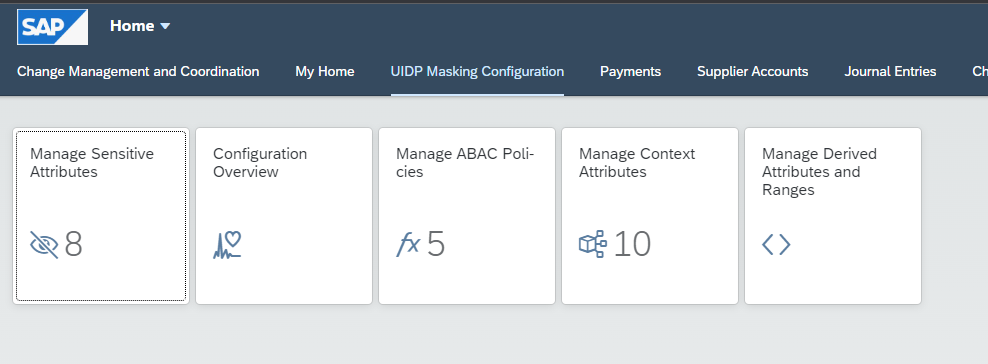 SAP Home
Change Management and Coordination My Home UIDP Masking Configuration Payments Supplier Accounts Journal Entries Ch
Manage Sensitive
Attributes
8
Configuration
Overview
Manage ABAC Poli-
cies
fx 5
Manage Context
Attributes
10
Manage Derived
Attributes and
Ranges